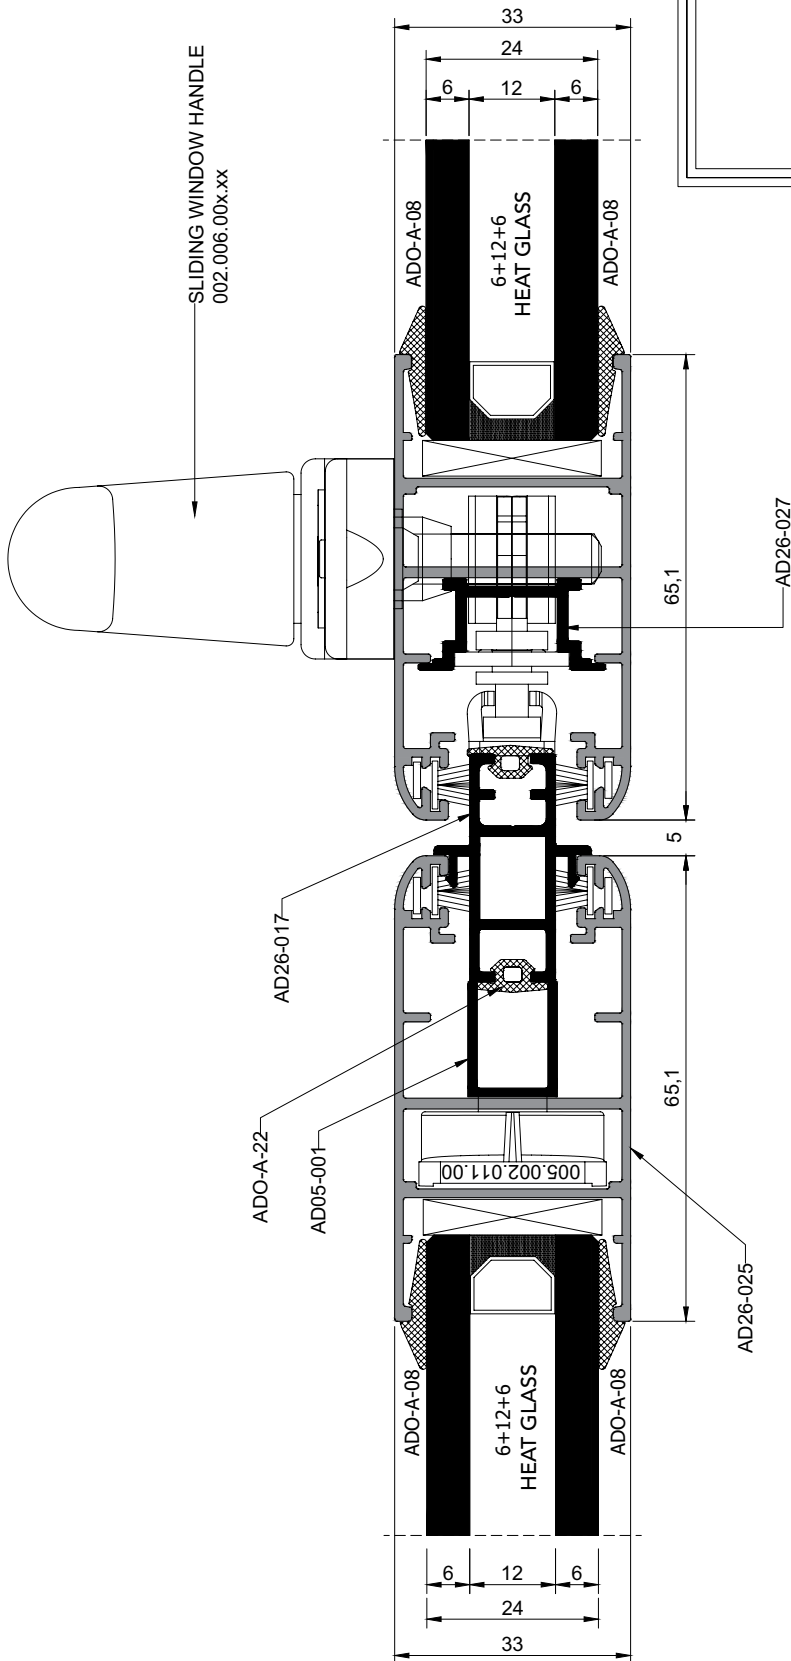 33
24
6
12
6
SLIDING WINDOW HANDLE
002.006.00x.xx
ADO-A-08
6+12+6
HEAT GLASS
ADO-A-08
AD26-027
65,1
5
AD26-017
ADO-A-22
AD05-001
005.002.011.00
65,1
AD26-025
ADO-A-08
6+12+6
HEAT GLASS
ADO-A-08
6
12
6
24
33